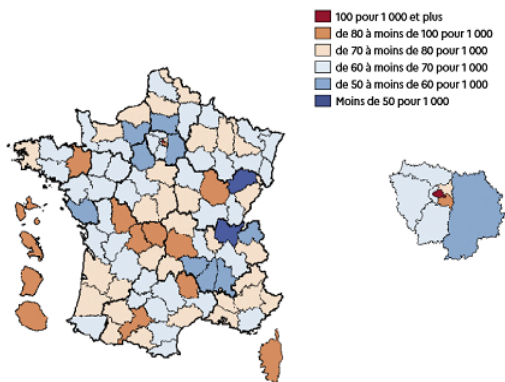 100 pour 1 000 et plus
de 80 à moins de 100 pour 1 000
de 70 à moins de 80 pour 1 000
de 60 à moins de 70 pour 1 000
de 50 à moins de 60 pour 1 000
Moins de 50 pour 1 000